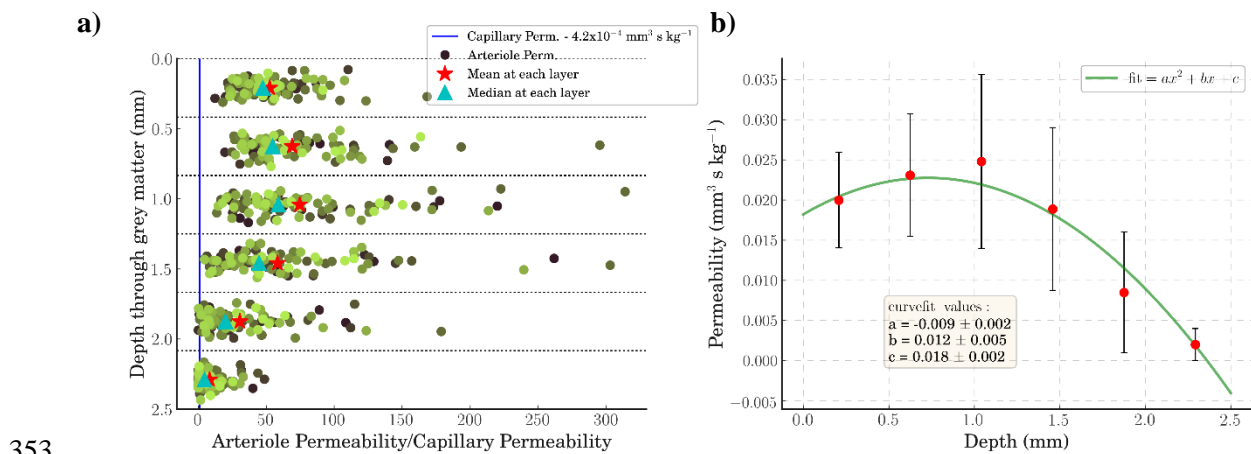 a)
Capillary Perm. - 4.2x10⁻⁴ mm³ s kg⁻¹
Arteriole Perm.
Mean at each layer
Median at each layer
Depth through grey matter (mm)
0.0
0.5
1.0
1.5
2.0
2.5
0 50 100 150 200 250 300
Arteriole Permeability/Capillary Permeability
b)
fit = ax² + bx + c
Permeability (mm³ s kg⁻¹)
0.035
0.030
0.025
0.020
0.015
0.010
0.005
0.000
−0.005
curvefit values :
a = -0.009 ± 0.002
b = 0.012 ± 0.005
c = 0.018 ± 0.002
0.0 0.5 1.0 1.5 2.0 2.5
Depth (mm)
353